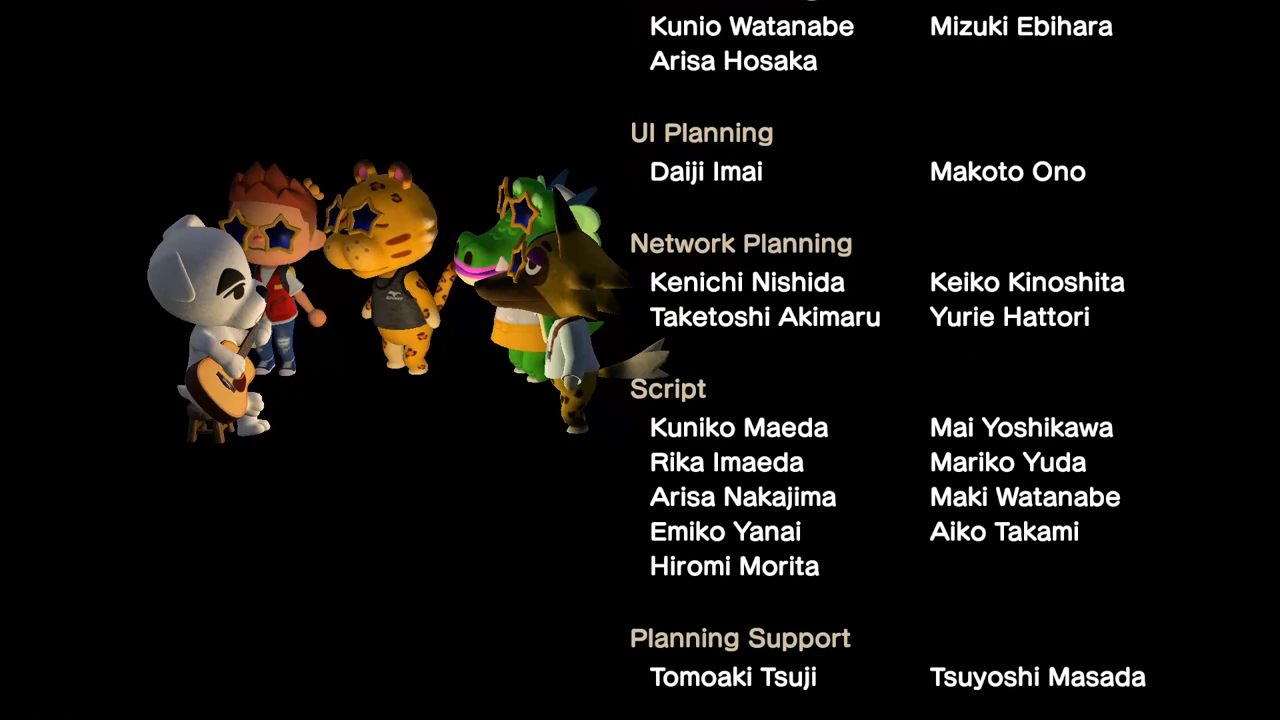 Kunio Watanabe Mizuki Ebihara
Arisa Hosaka
UI Planning
Daiji Imai Makoto Ono
Network Planning
Kenichi Nishida Keiko Kinoshita
Taketoshi Akimaru Yurie Hattori
Script
Kuniko Maeda Mai Yoshikawa
Rika Imaeda Mariko Yuda
Arisa Nakajima Maki Watanabe
Emiko Yanai Aiko Takami
Hiromi Morita
Planning Support
Tomoaki Tsuji Tsuyoshi Masada